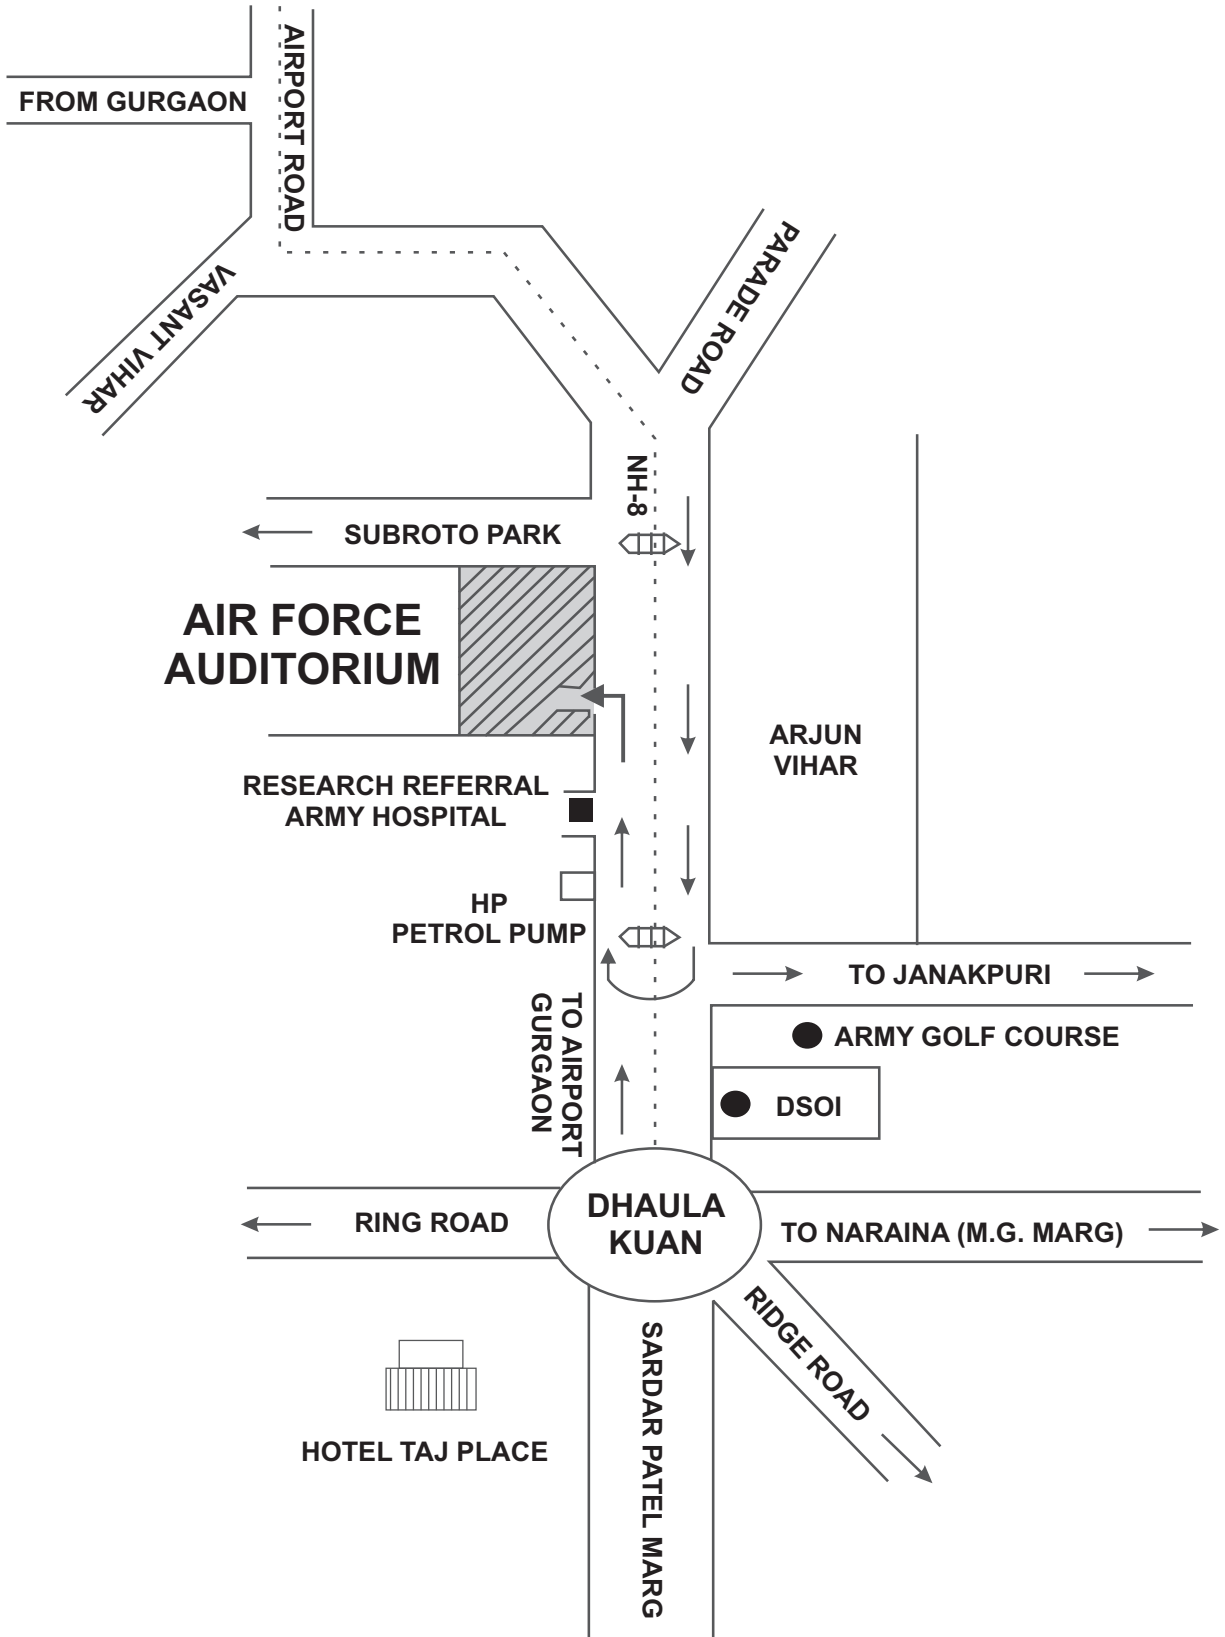 AIRPORT ROAD
FROM GURGAON
PARADE ROAD
VASANT VIHAR
NH-8
SUBROTO PARK
AIR FORCE
AUDITORIUM
ARJUN
VIHAR
RESEARCH REFERRAL
ARMY HOSPITAL
HP
PETROL PUMP
TO JANAKPURI
TO AIRPORT
GURGAON
ARMY GOLF COURSE
DSOI
DHAULA
KUAN
RING ROAD
TO NARAINA (M.G. MARG)
RIDGE ROAD
SARDAR PATEL MARG
HOTEL TAJ PLACE